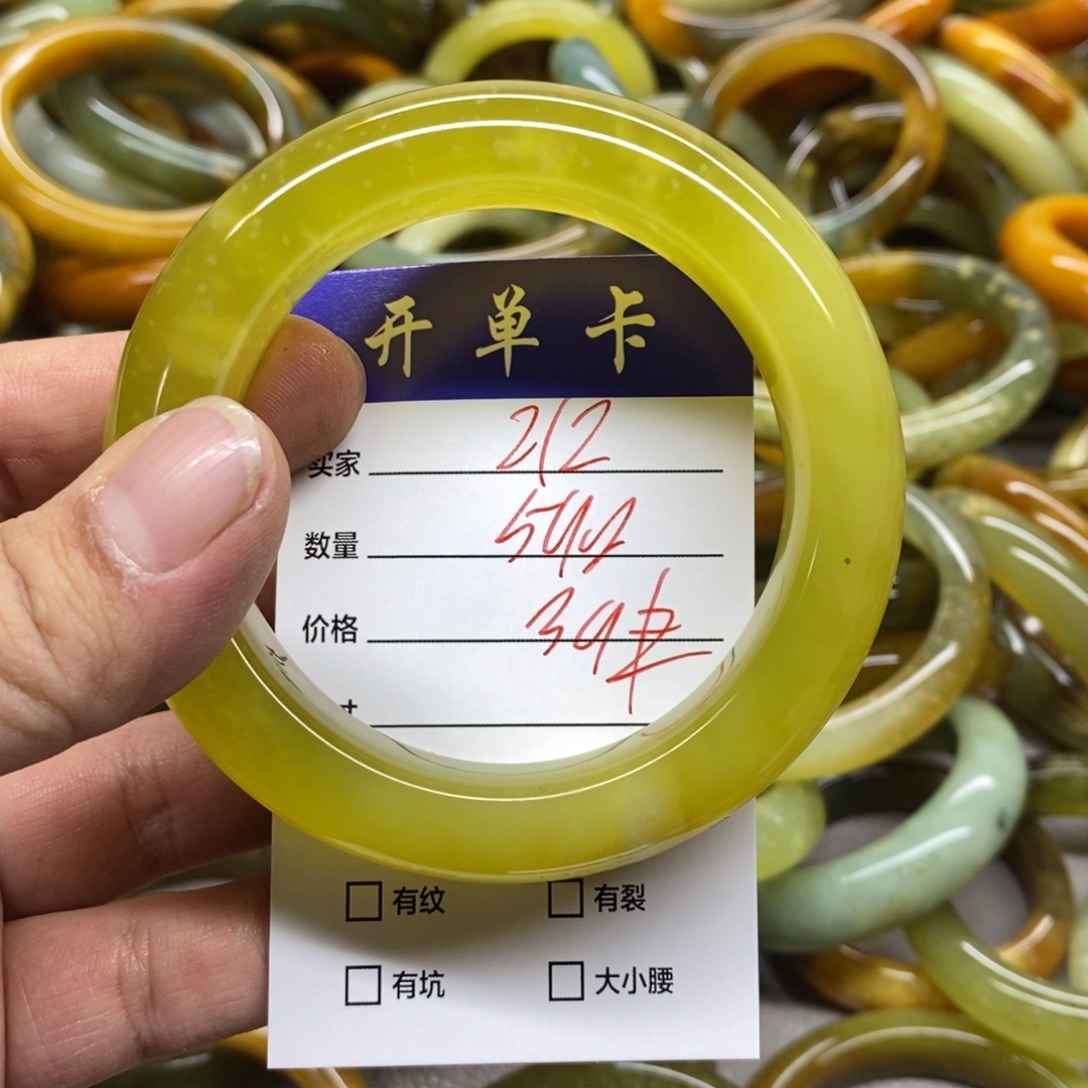 开单卡
买家 212
数量
价格 39
有纹 有裂
有坑 大小腰